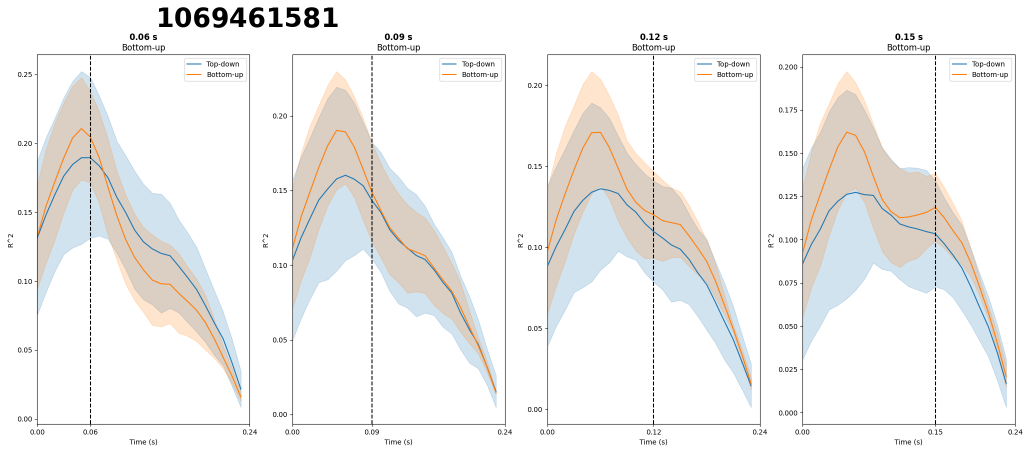 1069461581
0.06 s
Bottom-up
Top-down
Bottom-up
R^2
0.25
0.20
0.15
0.10
0.05
0.00
0.00
0.06
0.24
Time (s)
0.09 s
Bottom-up
Top-down
Bottom-up
R^2
0.20
0.15
0.10
0.05
0.00
0.00
0.09
0.24
Time (s)
0.12 s
Bottom-up
Top-down
Bottom-up
R^2
0.20
0.15
0.10
0.05
0.00
0.00
0.12
0.24
Time (s)
0.15 s
Bottom-up
Top-down
Bottom-up
R^2
0.200
0.175
0.150
0.125
0.100
0.075
0.050
0.025
0.000
0.00
0.15
0.24
Time (s)